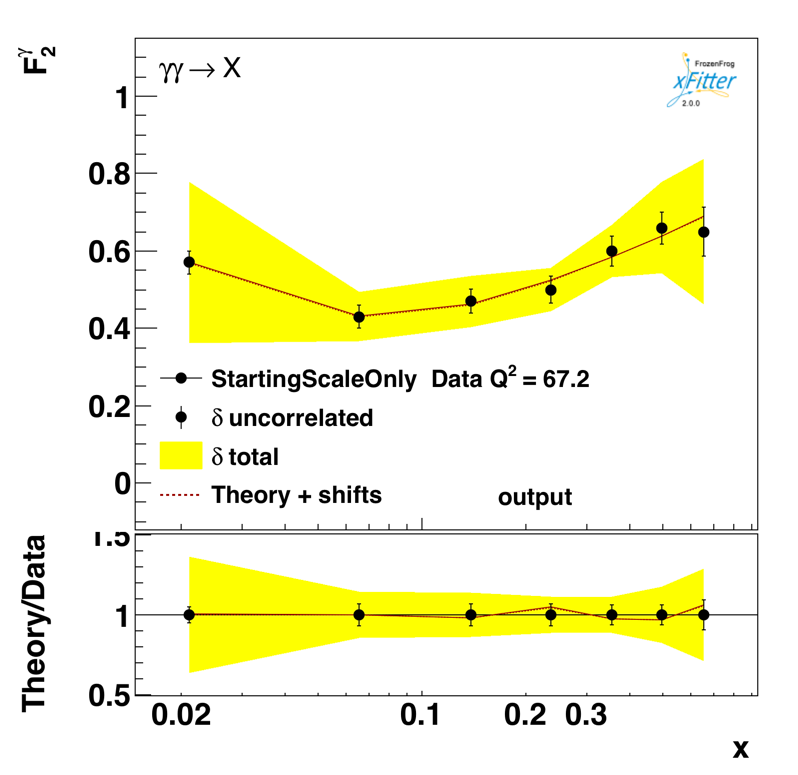 F₂^γ
γγ → X
FrozenFrog
xFitter
2.0.0
1
0.8
0.6
0.4
0.2
0
StartingScaleOnly Data Q² = 67.2
δ uncorrelated
δ total
Theory + shifts
output
Theory/Data
1.5
1
0.5
0.02
0.1
0.2
0.3
x